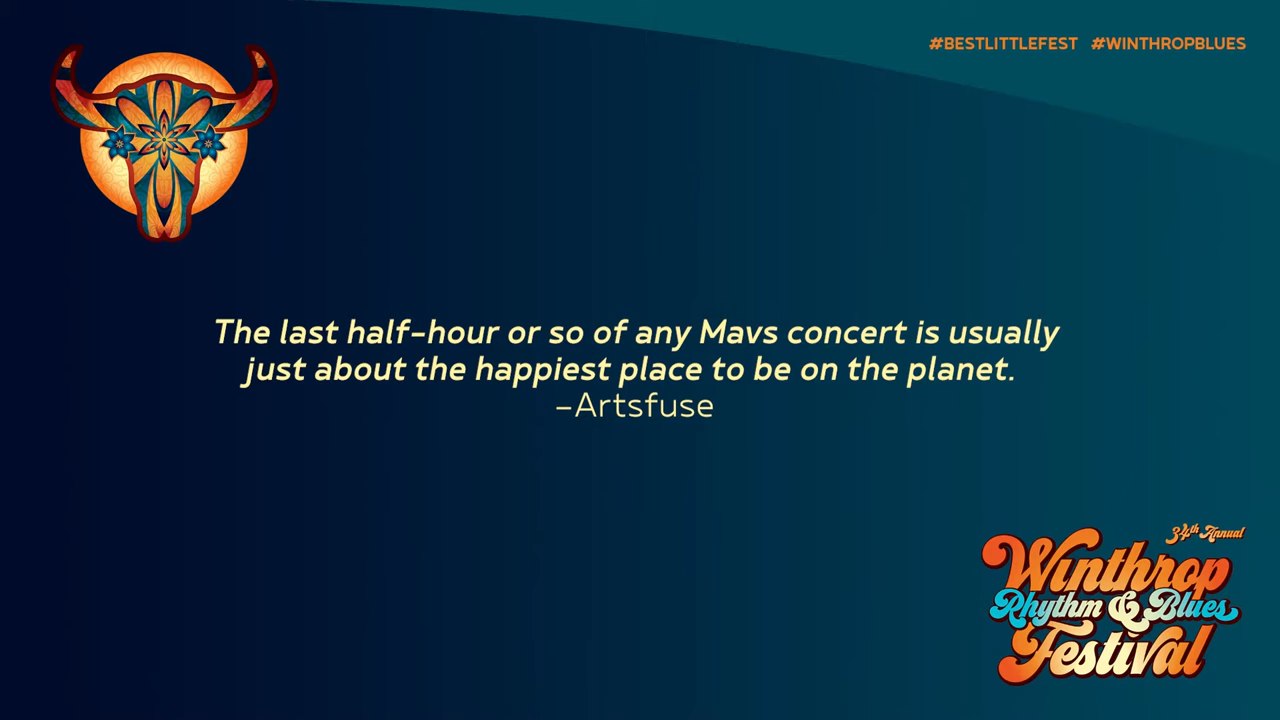 #BESTLITTLEFEST #WINTHROPBLUES
The last half-hour or so of any Mavs concert is usually
just about the happiest place to be on the planet.
–Artsfuse
34th Annual
Winthrop
Rhythm & Blues
Festival